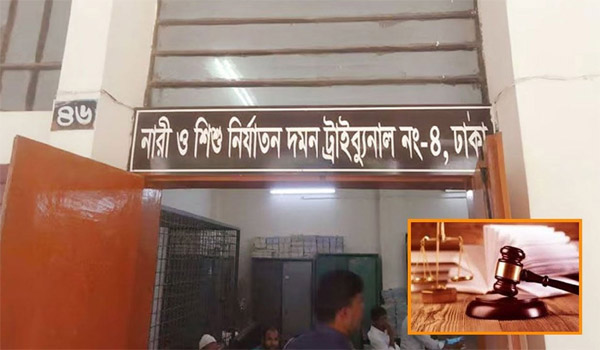 ৪৬
নারী ও শিশু নির্যাতন দমন ট্রাইব্যুনাল নং-৪, ঢাকা